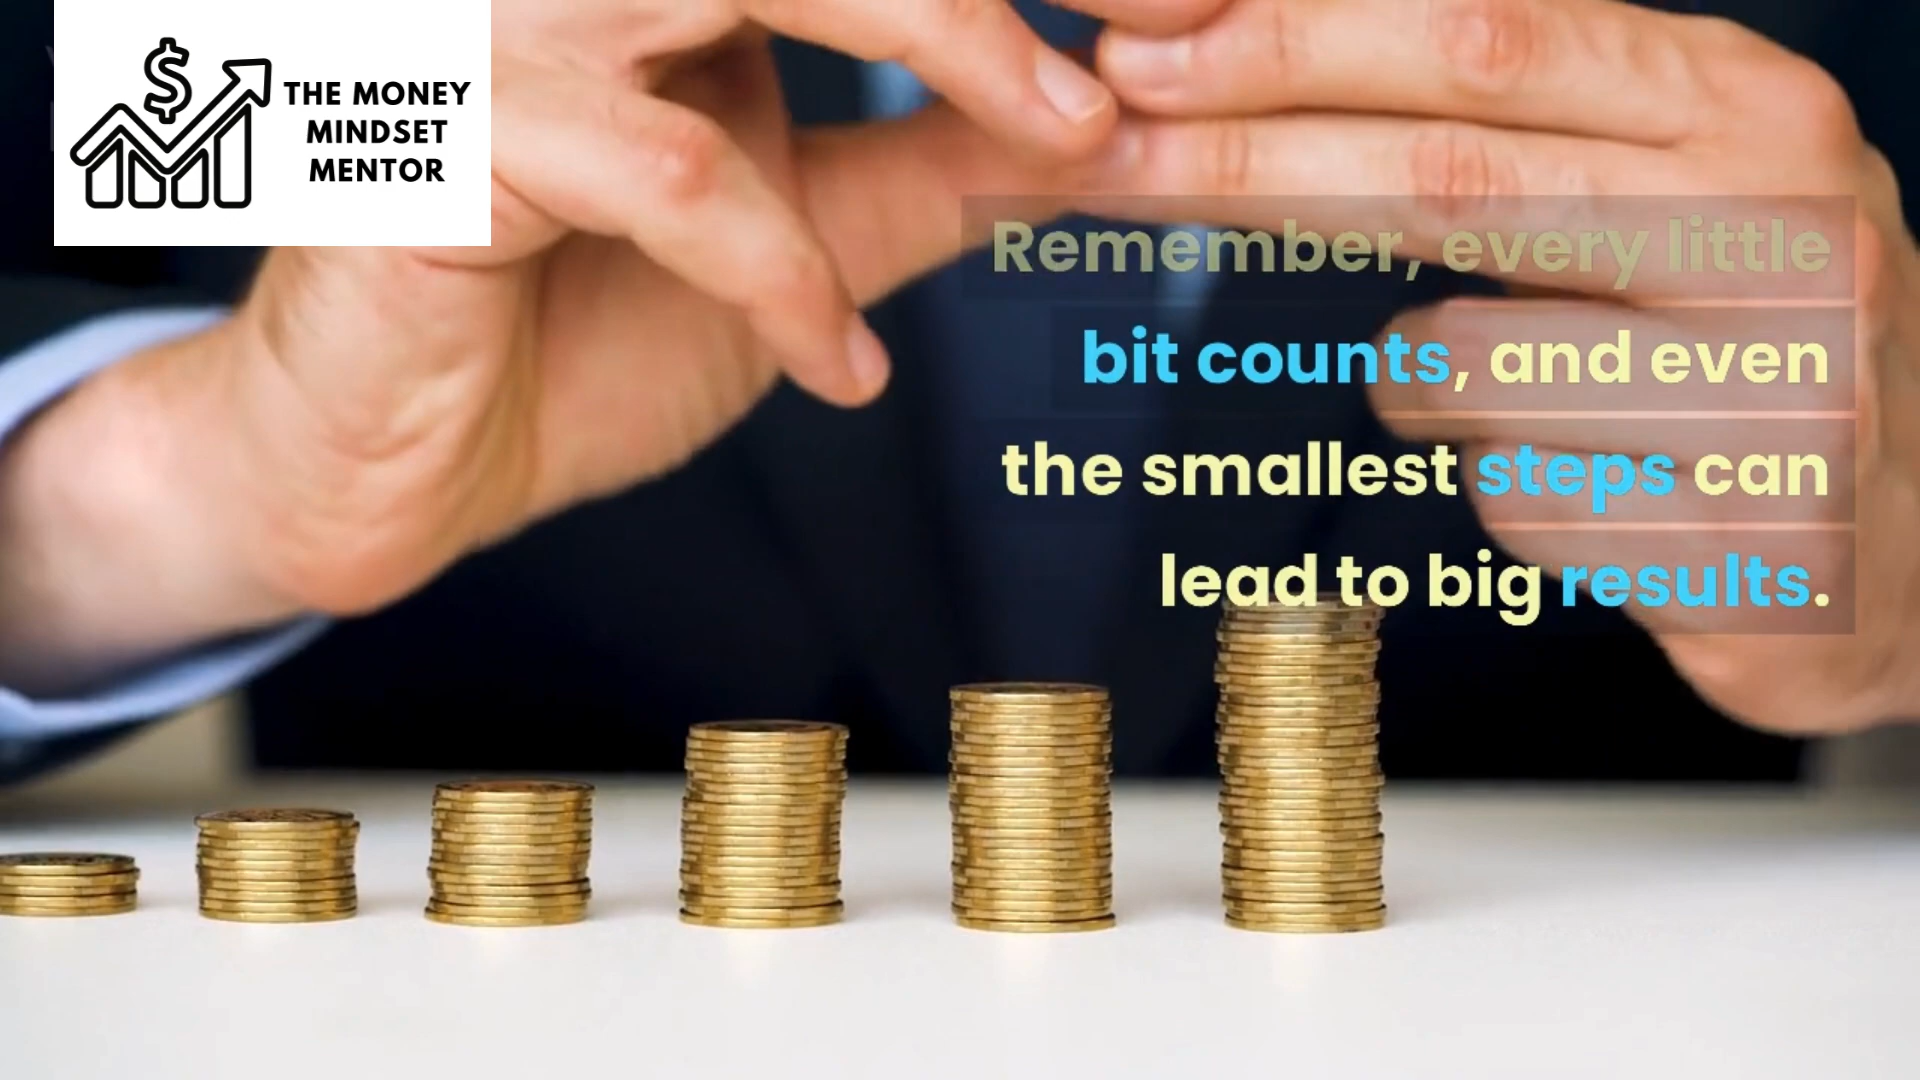 THE MONEY
MINDSET
MENTOR
Remember, every little
bit counts, and even
the smallest steps can
lead to big results.